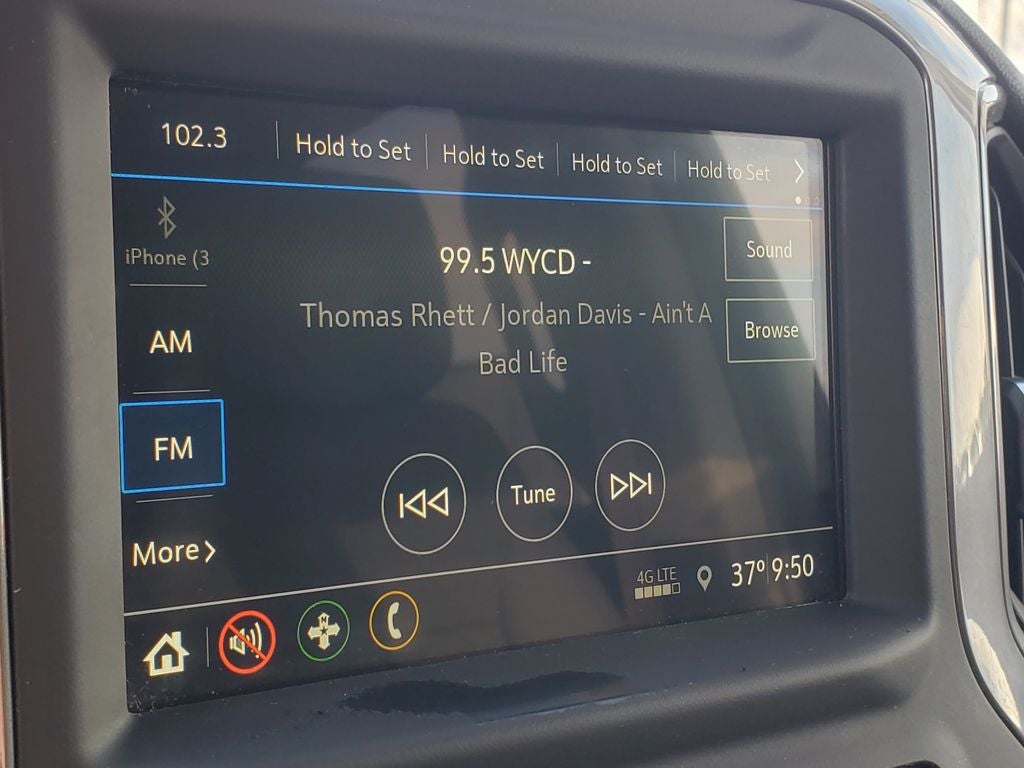 102.3 Hold to Set Hold to Set Hold to Set Hold to Set
iPhone (3
99.5 WYCD -
Sound
Thomas Rhett / Jordan Davis - Ain't A
Bad Life
Browse
AM
FM
Tune
More
4G LTE 37° 9:50